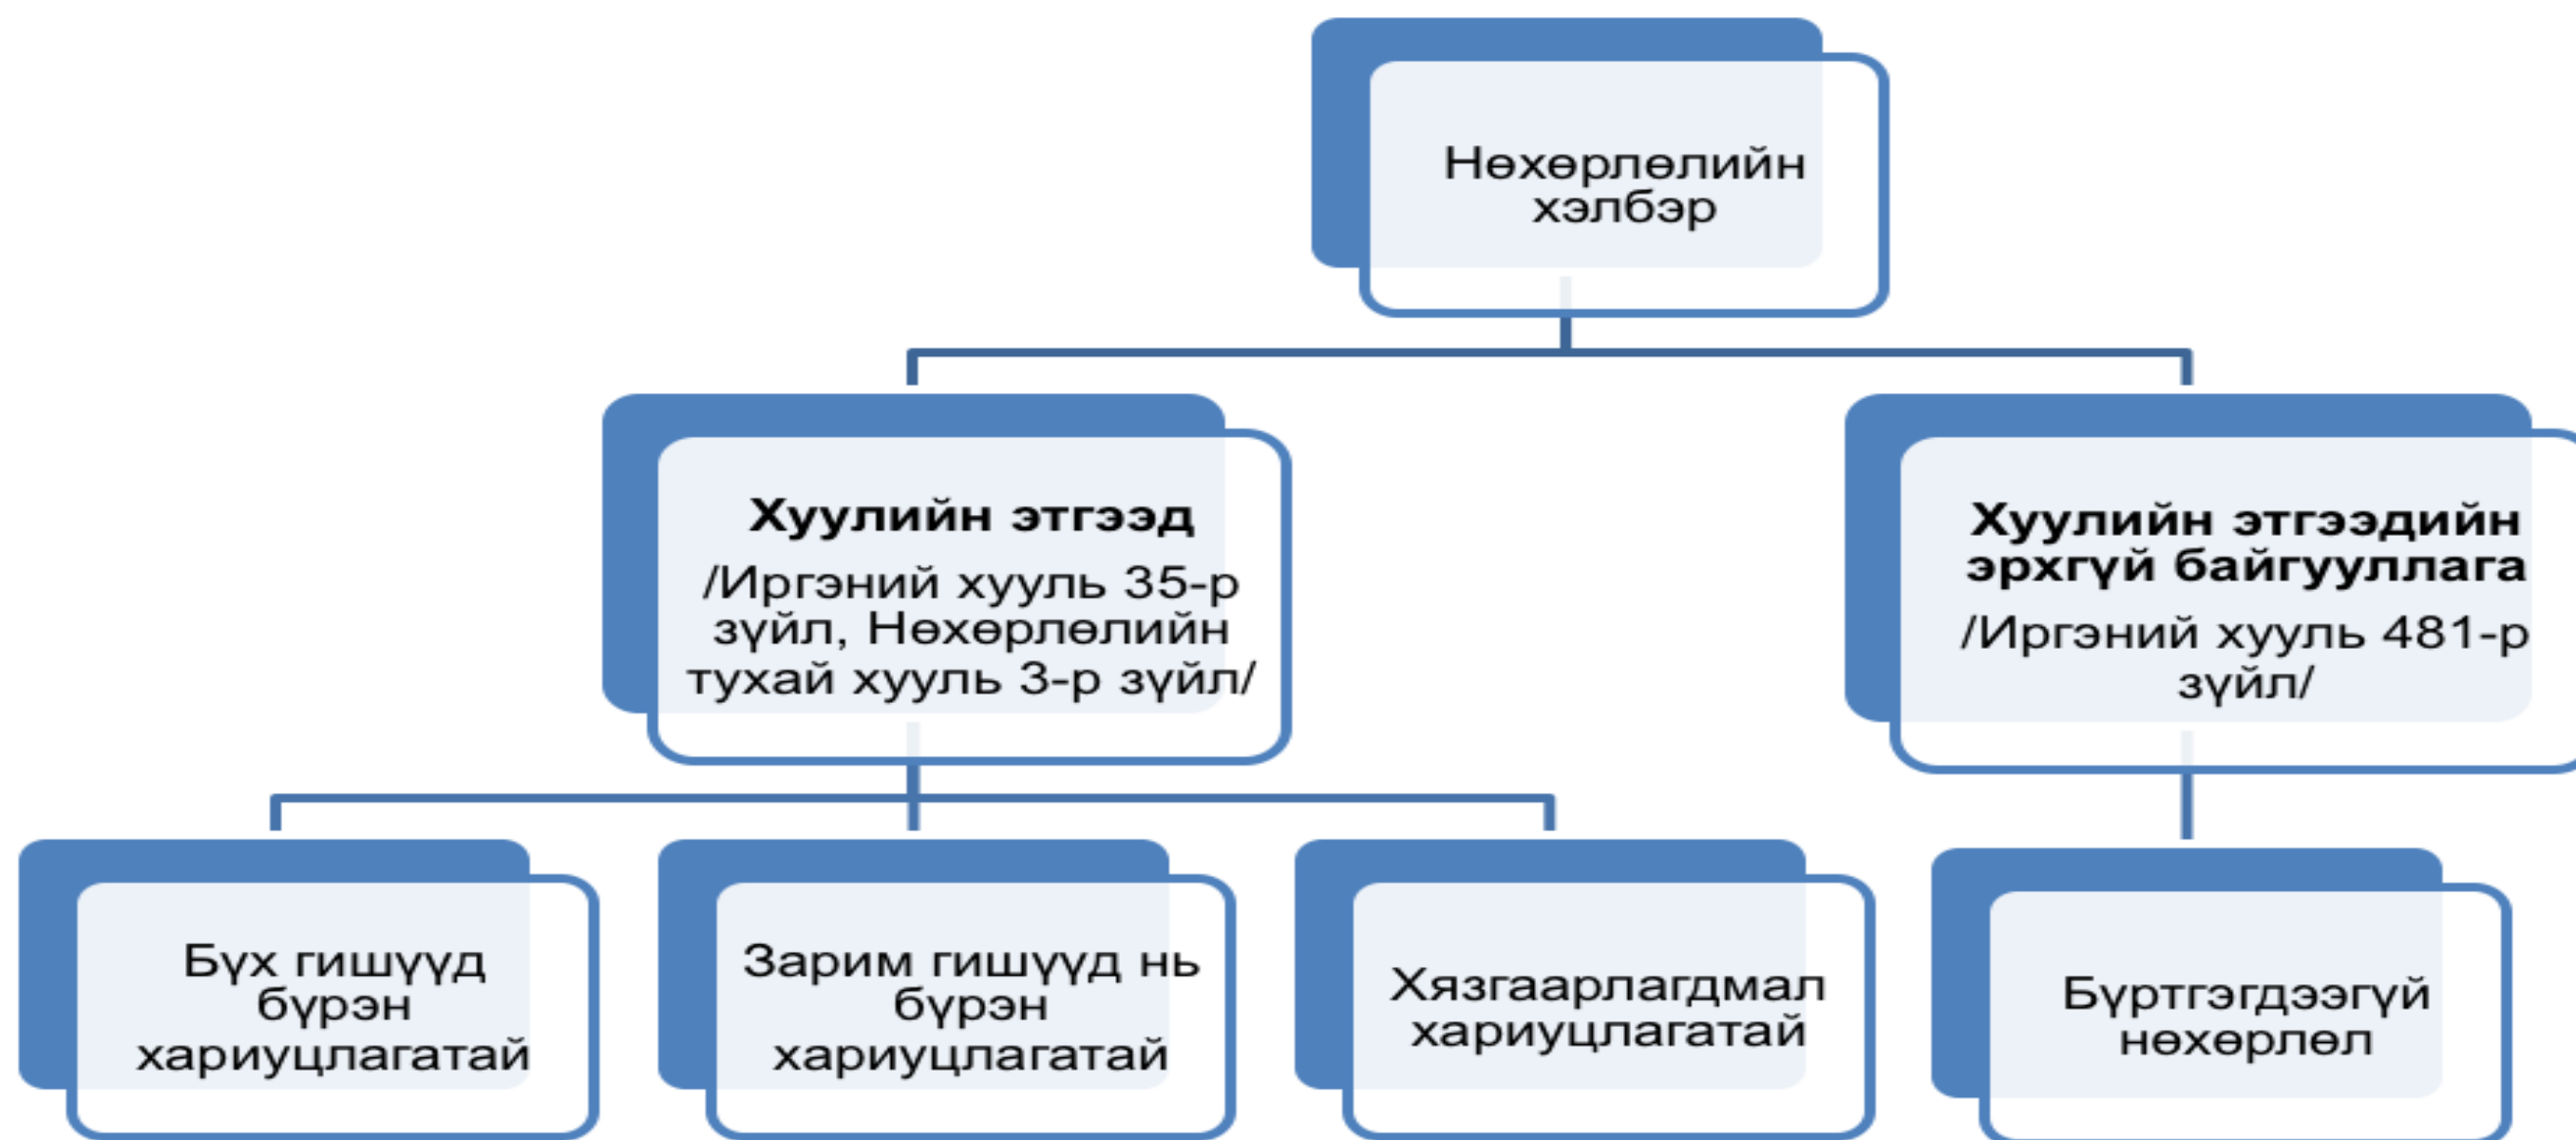 Нөхөрлөлийн
хэлбэр
Хуулийн этгээд
/Иргэний хууль 35-р
зүйл, Нөхөрлөлийн
тухай хууль 3-р зүйл/
Хуулийн этгээдийн
эрхгүй байгууллага
/Иргэний хууль 481-р
зүйл/
Бүх гишүүд
бүрэн
хариуцлагатай
Зарим гишүүд нь
бүрэн
хариуцлагатай
Хязгаарлагдмал
хариуцлагатай
Бүртгэгдээгүй
нөхөрлөл